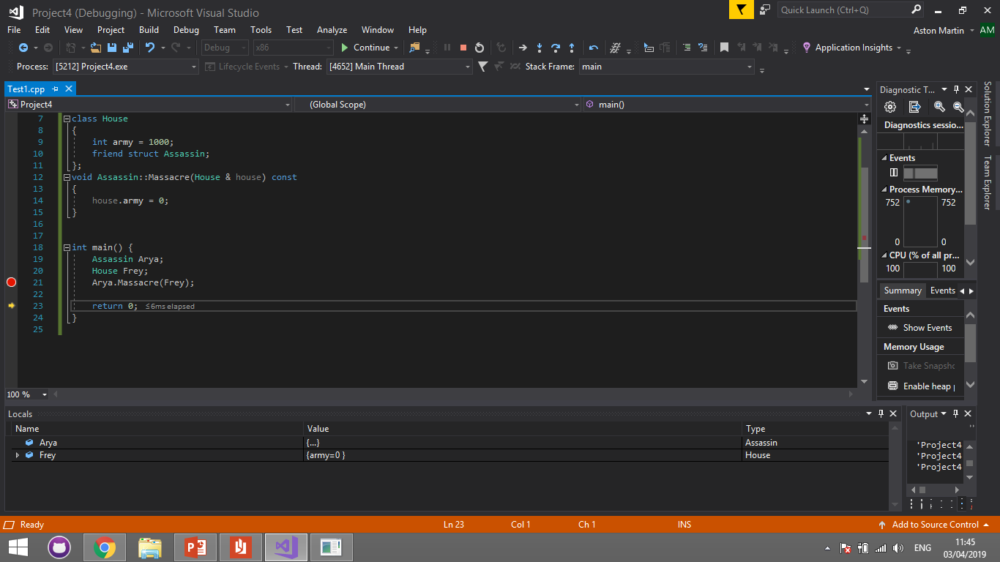 Project4 (Debugging) - Microsoft Visual Studio
Quick Launch (Ctrl+Q)
File Edit View Project Build Debug Team Tools Test Analyze Window Help
Aston Martin AM
Debug x86 Continue Application Insights
Process: [5212] Project4.exe Lifecycle Events Thread: [4652] Main Thread Stack Frame: main
Test1.cpp
Project4 (Global Scope) main()
7 class House
8 {
9 int army = 1000;
10 friend struct Assassin;
11 };
12 void Assassin::Massacre(House & house) const
13 {
14 house.army = 0;
15 }
16
17
18 int main() {
19 Assassin Arya;
20 House Frey;
21 Arya.Massacre(Frey);
22
23 return 0; ≤6ms elapsed
24 }
25
100 %
Diagnostic T...
Diagnostics sessio...
Events
Process Memory...
752 752
0 0
CPU (% of all pr...
100 100
Summary Events
Events
Show Events
Memory Usage
Take Snapshc
Enable heap
Solution Explorer
Team Explorer
Locals
Name Value Type
Arya {...} Assassin
Frey {army=0 } House
Output
'Project4
'Project4
'Project4
Ready Ln 23 Col 1 Ch 1 INS Add to Source Control
ENG
11:45
03/04/2019